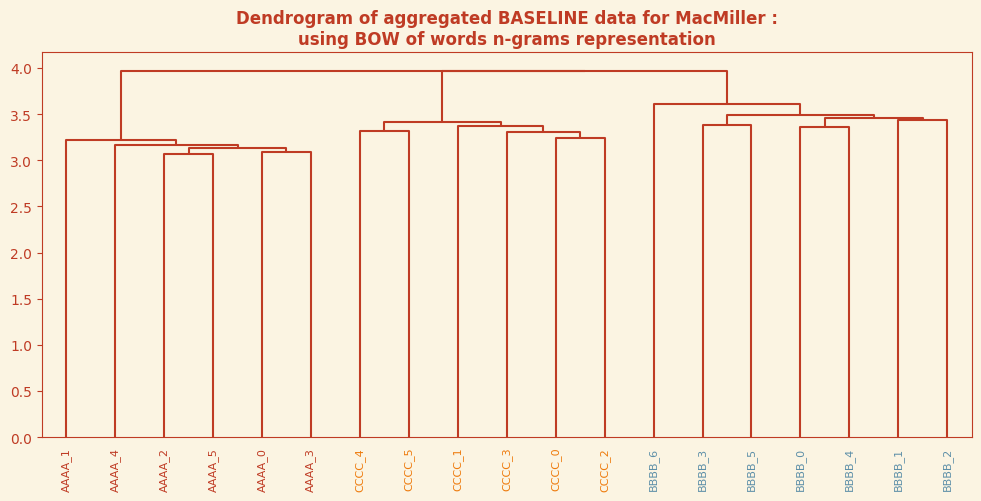 Dendrogram of aggregated BASELINE data for MacMiller :
using BOW of words n-grams representation
4.0
3.5
3.0
2.5
2.0
1.5
1.0
0.5
0.0
AAAA_1
AAAA_4
AAAA_2
AAAA_5
AAAA_0
AAAA_3
CCCC_4
CCCC_5
CCCC_1
CCCC_3
CCCC_0
CCCC_2
BBBB_6
BBBB_3
BBBB_5
BBBB_0
BBBB_4
BBBB_1
BBBB_2